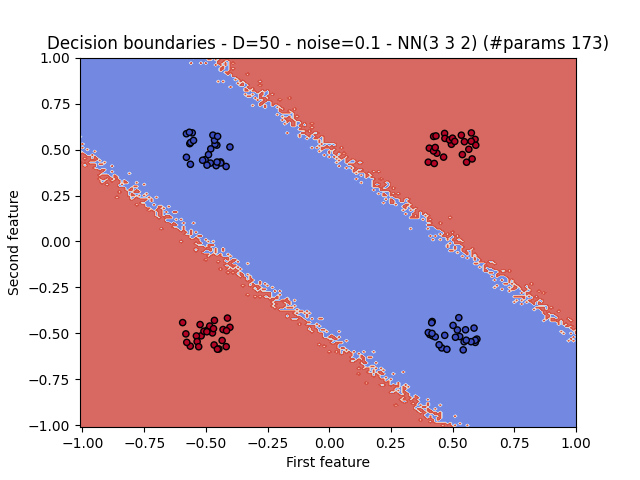 Decision boundaries - D=50 - noise=0.1 - NN(3 3 2) (#params 173)
1.00
0.75
0.50
0.25
0.00
−0.25
−0.50
−0.75
−1.00
Second feature
−1.00 −0.75 −0.50 −0.25 0.00 0.25 0.50 0.75 1.00
First feature